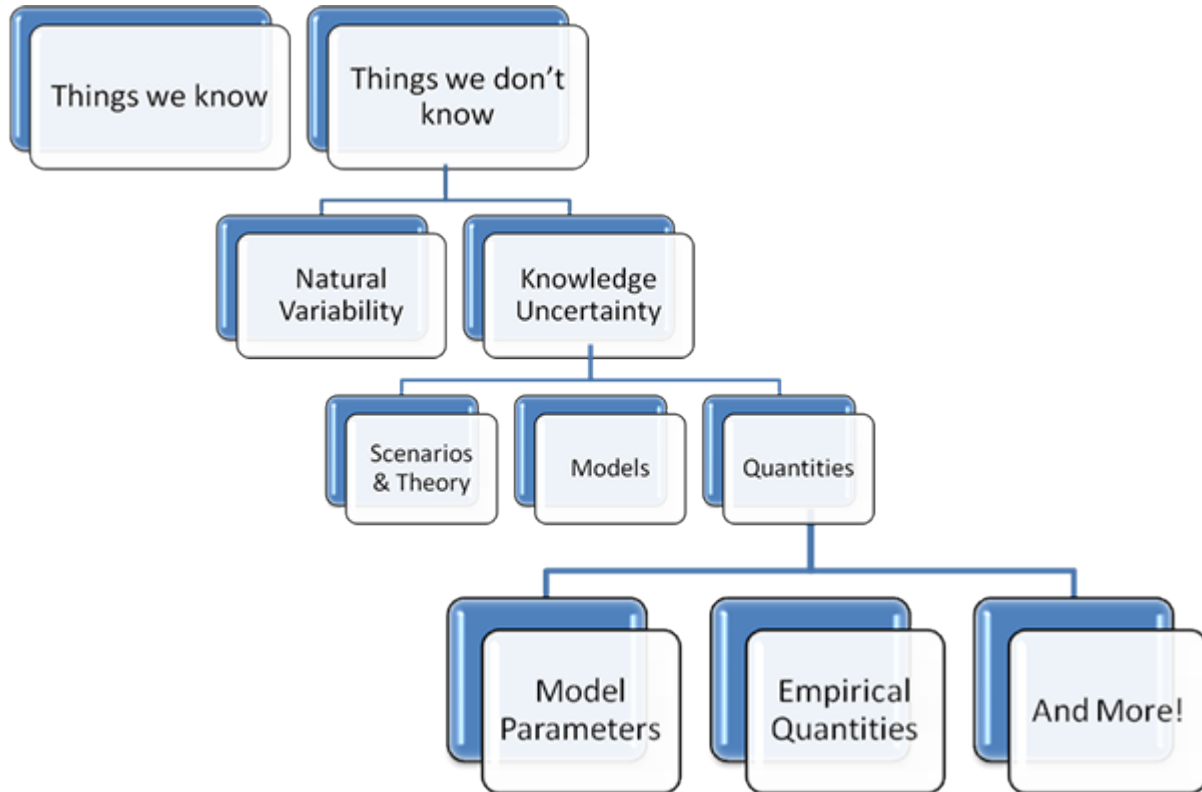 Things we know
Things we don’t
know
Natural
Variability
Knowledge
Uncertainty
Scenarios
& Theory
Models
Quantities
Model
Parameters
Empirical
Quantities
And More!